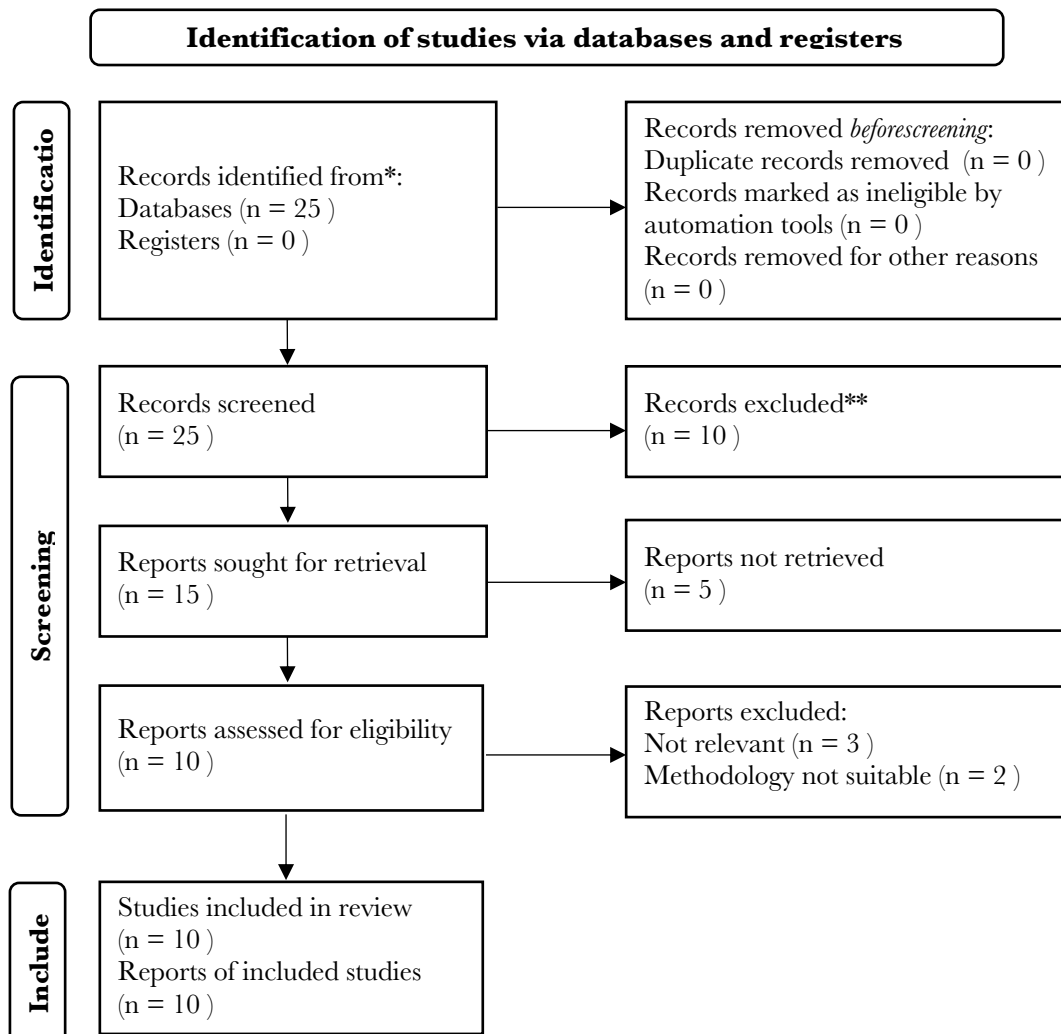 Identification of studies via databases and registers
Identificatio
Records identified from*:
Databases (n = 25 )
Registers (n = 0 )
Records removed beforescreening:
Duplicate records removed (n = 0 )
Records marked as ineligible by
automation tools (n = 0 )
Records removed for other reasons
(n = 0 )
Screening
Records screened
(n = 25 )
Records excluded**
(n = 10 )
Reports sought for retrieval
(n = 15 )
Reports not retrieved
(n = 5 )
Reports assessed for eligibility
(n = 10 )
Reports excluded:
Not relevant (n = 3 )
Methodology not suitable (n = 2 )
Include
Studies included in review
(n = 10 )
Reports of included studies
(n = 10 )